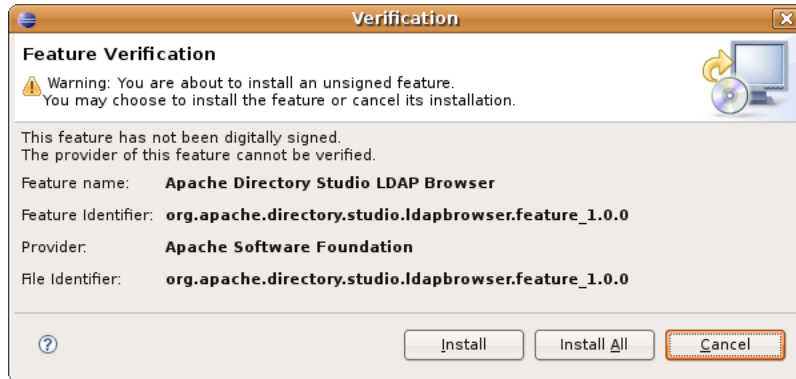 Verification
Feature Verification
Warning: You are about to install an unsigned feature.
You may choose to install the feature or cancel its installation.
This feature has not been digitally signed.
The provider of this feature cannot be verified.
Feature name: Apache Directory Studio LDAP Browser
Feature Identifier: org.apache.directory.studio.ldapbrowser.feature_1.0.0
Provider: Apache Software Foundation
File Identifier: org.apache.directory.studio.ldapbrowser.feature_1.0.0
Install Install All Cancel